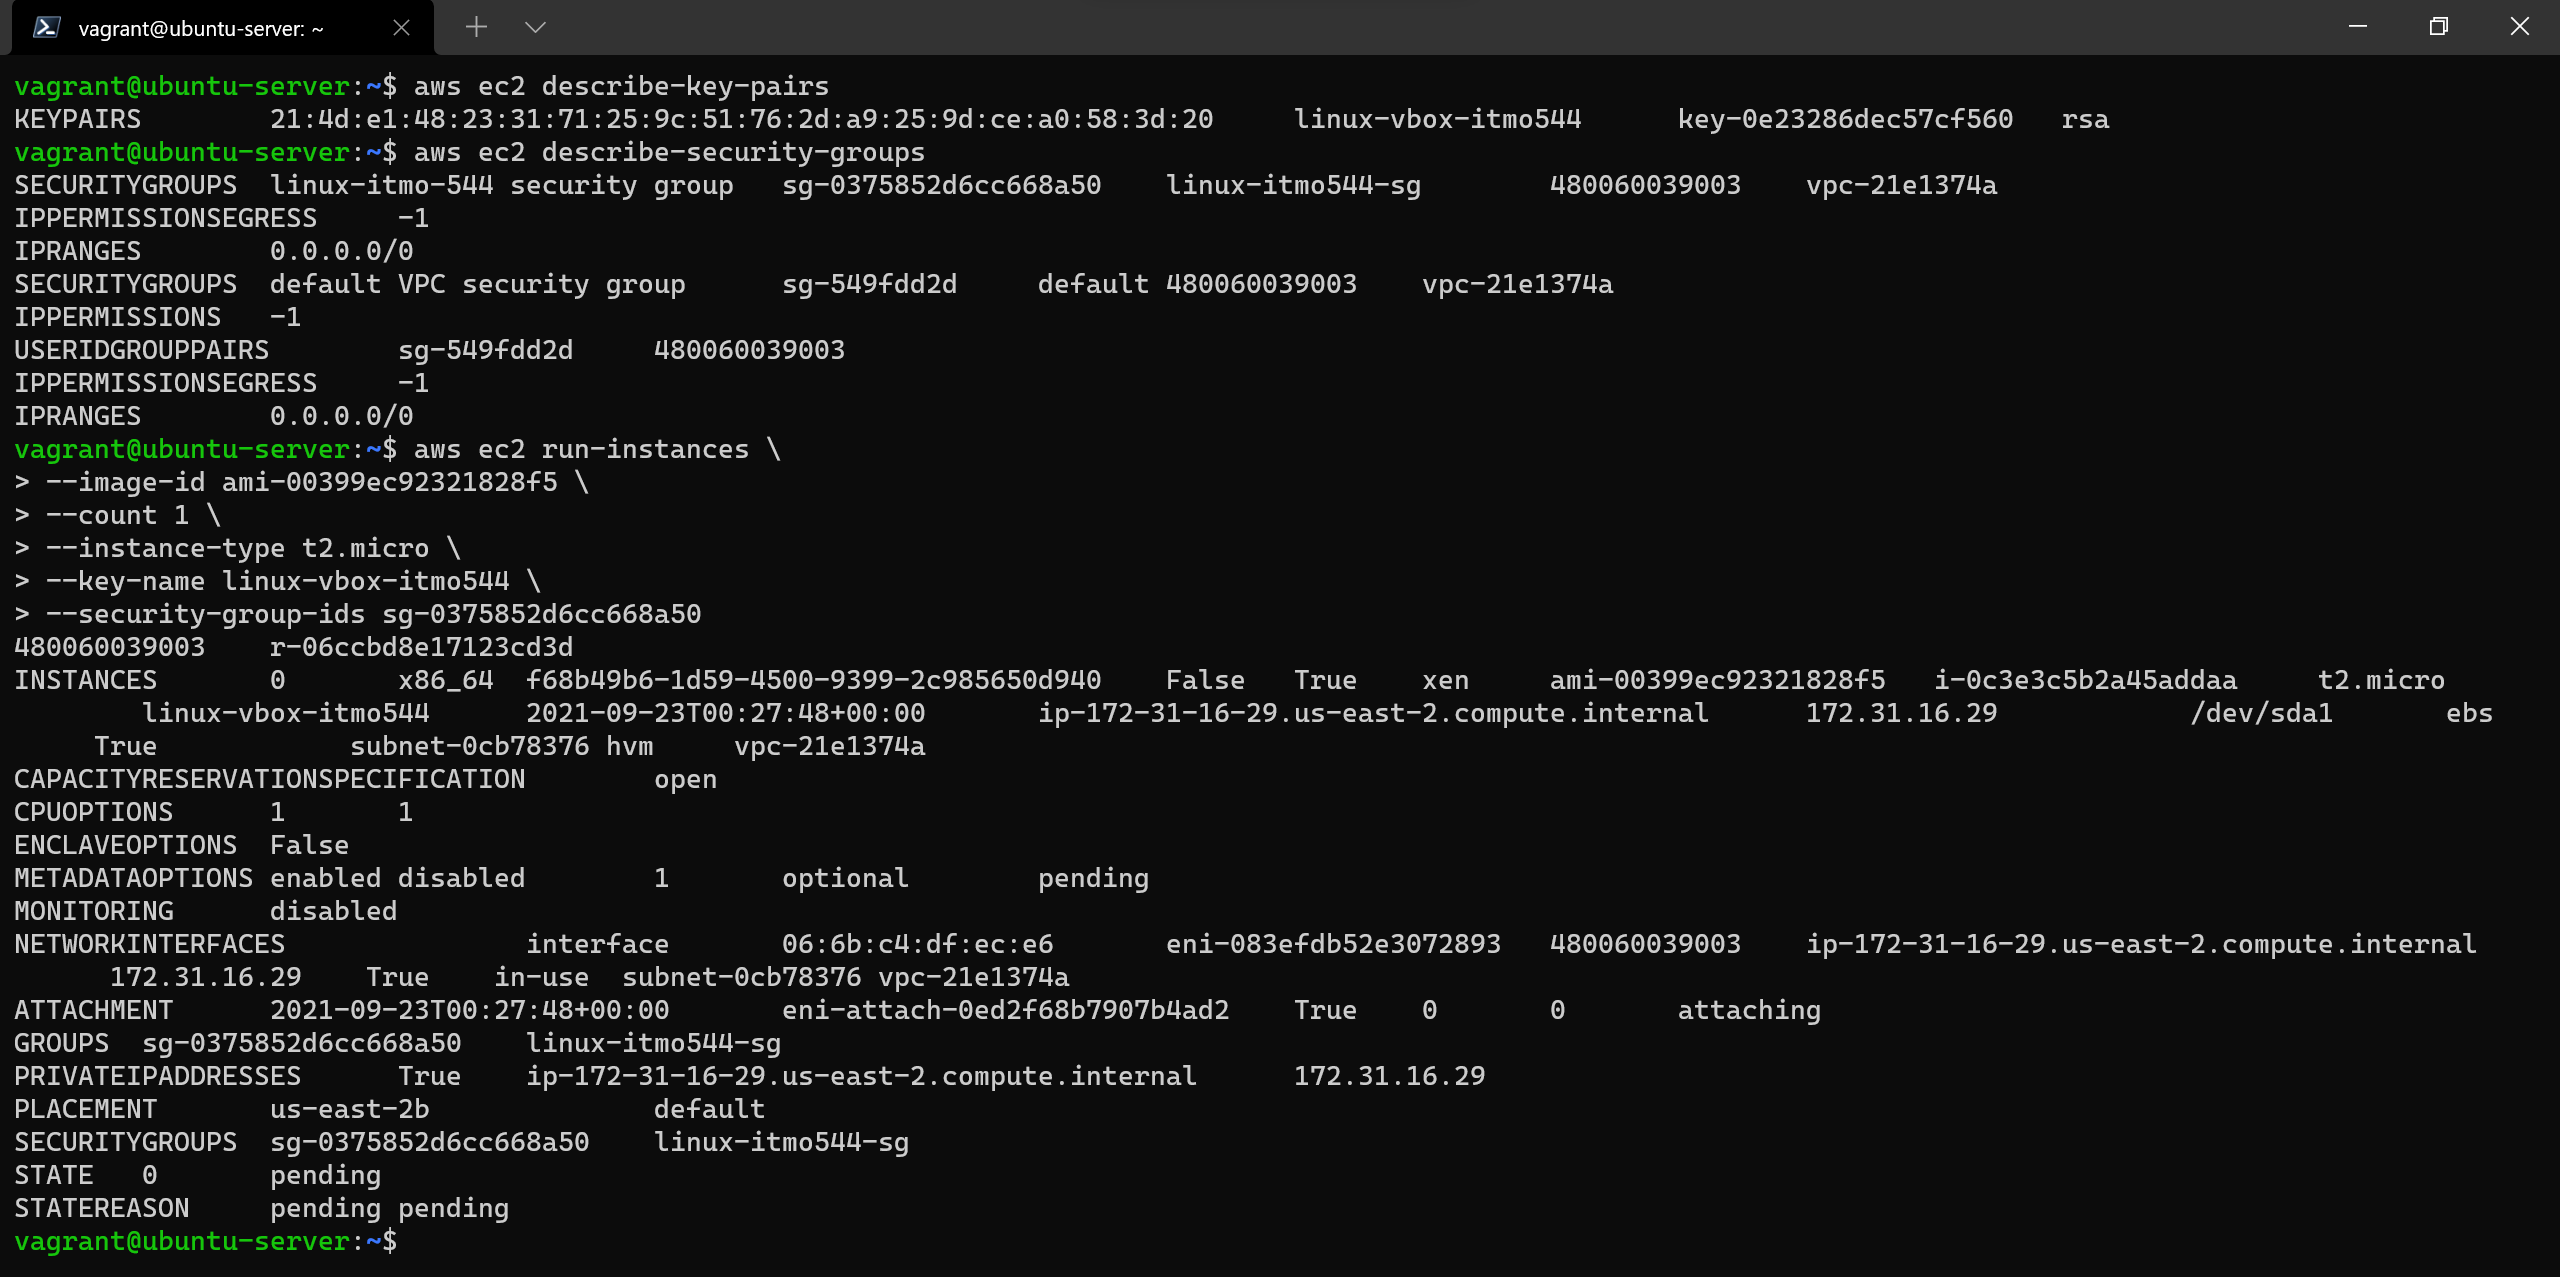 vagrant@ubuntu-server: ~
vagrant@ubuntu-server:~$ aws ec2 describe-key-pairs
KEYPAIRS 21:4d:e1:48:23:31:71:25:9c:51:76:2d:a9:25:9d:ce:a0:58:3d:20 linux-vbox-itmo544 key-0e23286dec57cf560 rsa
vagrant@ubuntu-server:~$ aws ec2 describe-security-groups
SECURITYGROUPS linux-itmo-544 security group sg-0375852d6cc668a50 linux-itmo544-sg 480060039003 vpc-21e1374a
IPPERMISSIONSEGRESS -1
IPRANGES 0.0.0.0/0
SECURITYGROUPS default VPC security group sg-549fdd2d default 480060039003 vpc-21e1374a
IPPERMISSIONS -1
USERIDGROUPPAIRS sg-549fdd2d 480060039003
IPPERMISSIONSEGRESS -1
IPRANGES 0.0.0.0/0
vagrant@ubuntu-server:~$ aws ec2 run-instances \
> --image-id ami-00399ec92321828f5 \
> --count 1 \
> --instance-type t2.micro \
> --key-name linux-vbox-itmo544 \
> --security-group-ids sg-0375852d6cc668a50
480060039003 r-06ccbd8e17123cd3d
INSTANCES 0 x86_64 f68b49b6-1d59-4500-9399-2c985650d940 False True xen ami-00399ec92321828f5 i-0c3e3c5b2a45addaa t2.micro
linux-vbox-itmo544 2021-09-23T00:27:48+00:00 ip-172-31-16-29.us-east-2.compute.internal 172.31.16.29 /dev/sda1 ebs
True subnet-0cb78376 hvm vpc-21e1374a
CAPACITYRESERVATIONSPECIFICATION open
CPUOPTIONS 1 1
ENCLAVEOPTIONS False
METADATAOPTIONS enabled disabled 1 optional pending
MONITORING disabled
NETWORKINTERFACES interface 06:6b:c4:df:ec:e6 eni-083efdb52e3072893 480060039003 ip-172-31-16-29.us-east-2.compute.internal
172.31.16.29 True in-use subnet-0cb78376 vpc-21e1374a
ATTACHMENT 2021-09-23T00:27:48+00:00 eni-attach-0ed2f68b7907b4ad2 True 0 0 attaching
GROUPS sg-0375852d6cc668a50 linux-itmo544-sg
PRIVATEIPADDRESSES True ip-172-31-16-29.us-east-2.compute.internal 172.31.16.29
PLACEMENT us-east-2b default
SECURITYGROUPS sg-0375852d6cc668a50 linux-itmo544-sg
STATE 0 pending
STATEREASON pending pending
vagrant@ubuntu-server:~$